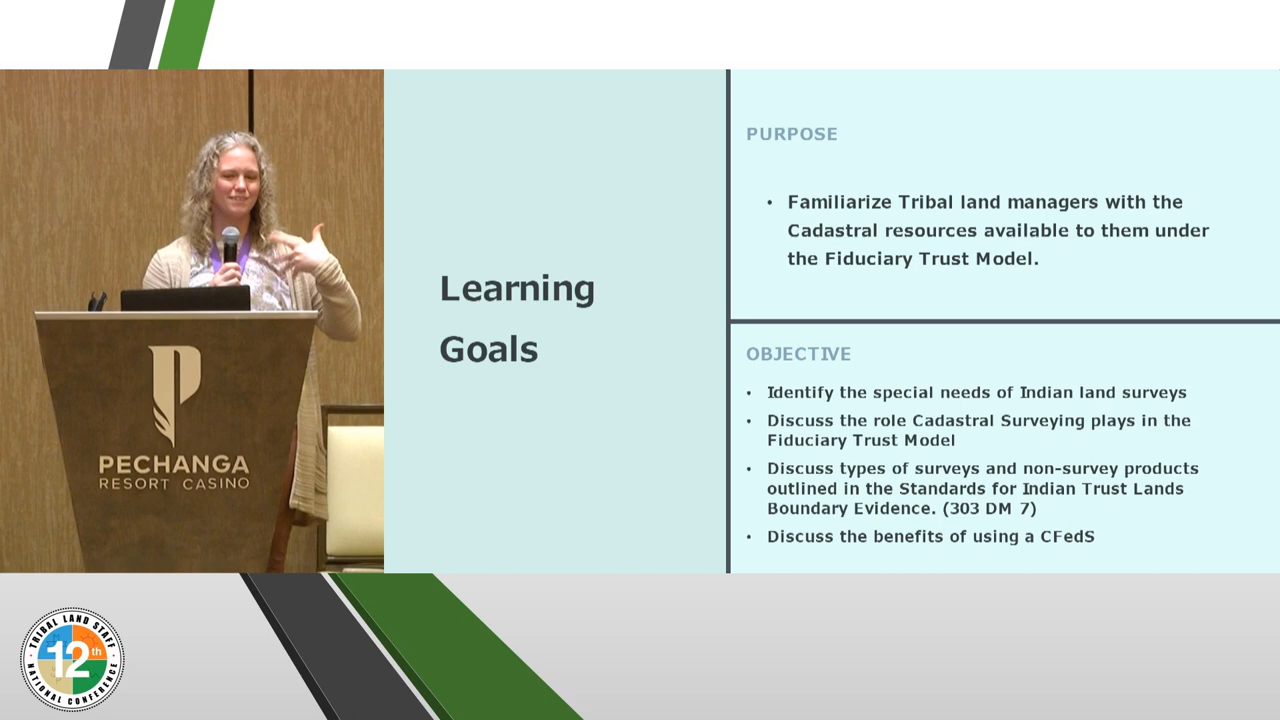 PECHANGA
RESORT CASINO
Learning
Goals
PURPOSE
• Familiarize Tribal land managers with the
Cadastral resources available to them under
the Fiduciary Trust Model.
OBJECTIVE
• Identify the special needs of Indian land surveys
• Discuss the role Cadastral Surveying plays in the
Fiduciary Trust Model
• Discuss types of surveys and non-survey products
outlined in the Standards for Indian Trust Lands
Boundary Evidence. (303 DM 7)
• Discuss the benefits of using a CFedS
TRIBAL LAND STAFF
12th
NATIONAL CONFERENCE